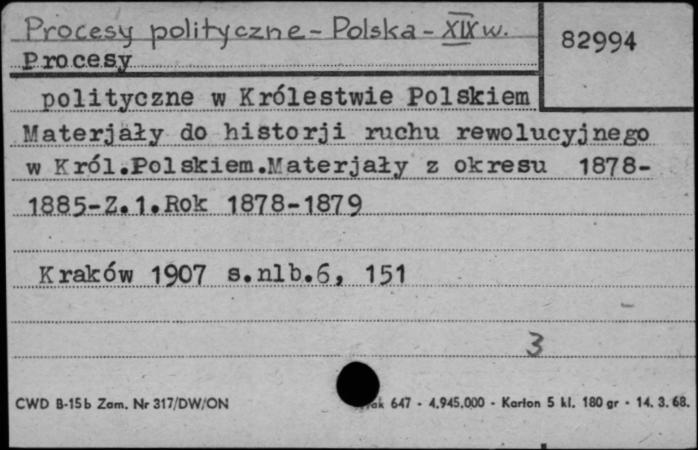 Procesy polityczne - Polska - XIX w.
82994
Procesy
polityczne w Królestwie Polskiem
Materjały do historji ruchu rewolucyjnego
w Król.Polskiem.Materjały z okresu 1878-
1885-Z.1.Rok 1878-1879
Kraków 1907 s.nlb.6, 151
3
CWD B-15b Zam. Nr 317/DW/ON 647 - 4.945.000 - Karton 5 kl. 180 gr - 14. 3. 68.